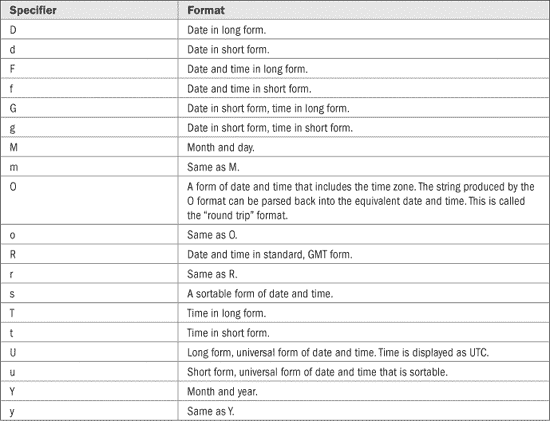 Specifier Format
D Date in long form.
d Date in short form.
F Date and time in long form.
f Date and time in short form.
G Date in short form, time in long form.
g Date in short form, time in short form.
M Month and day.
m Same as M.
O A form of date and time that includes the time zone. The string produced by the
O format can be parsed back into the equivalent date and time. This is called
the “round trip” format.
o Same as O.
R Date and time in standard, GMT form.
r Same as R.
s A sortable form of date and time.
T Time in long form.
t Time in short form.
U Long form, universal form of date and time. Time is displayed as UTC.
u Short form, universal form of date and time that is sortable.
Y Month and year.
y Same as Y.